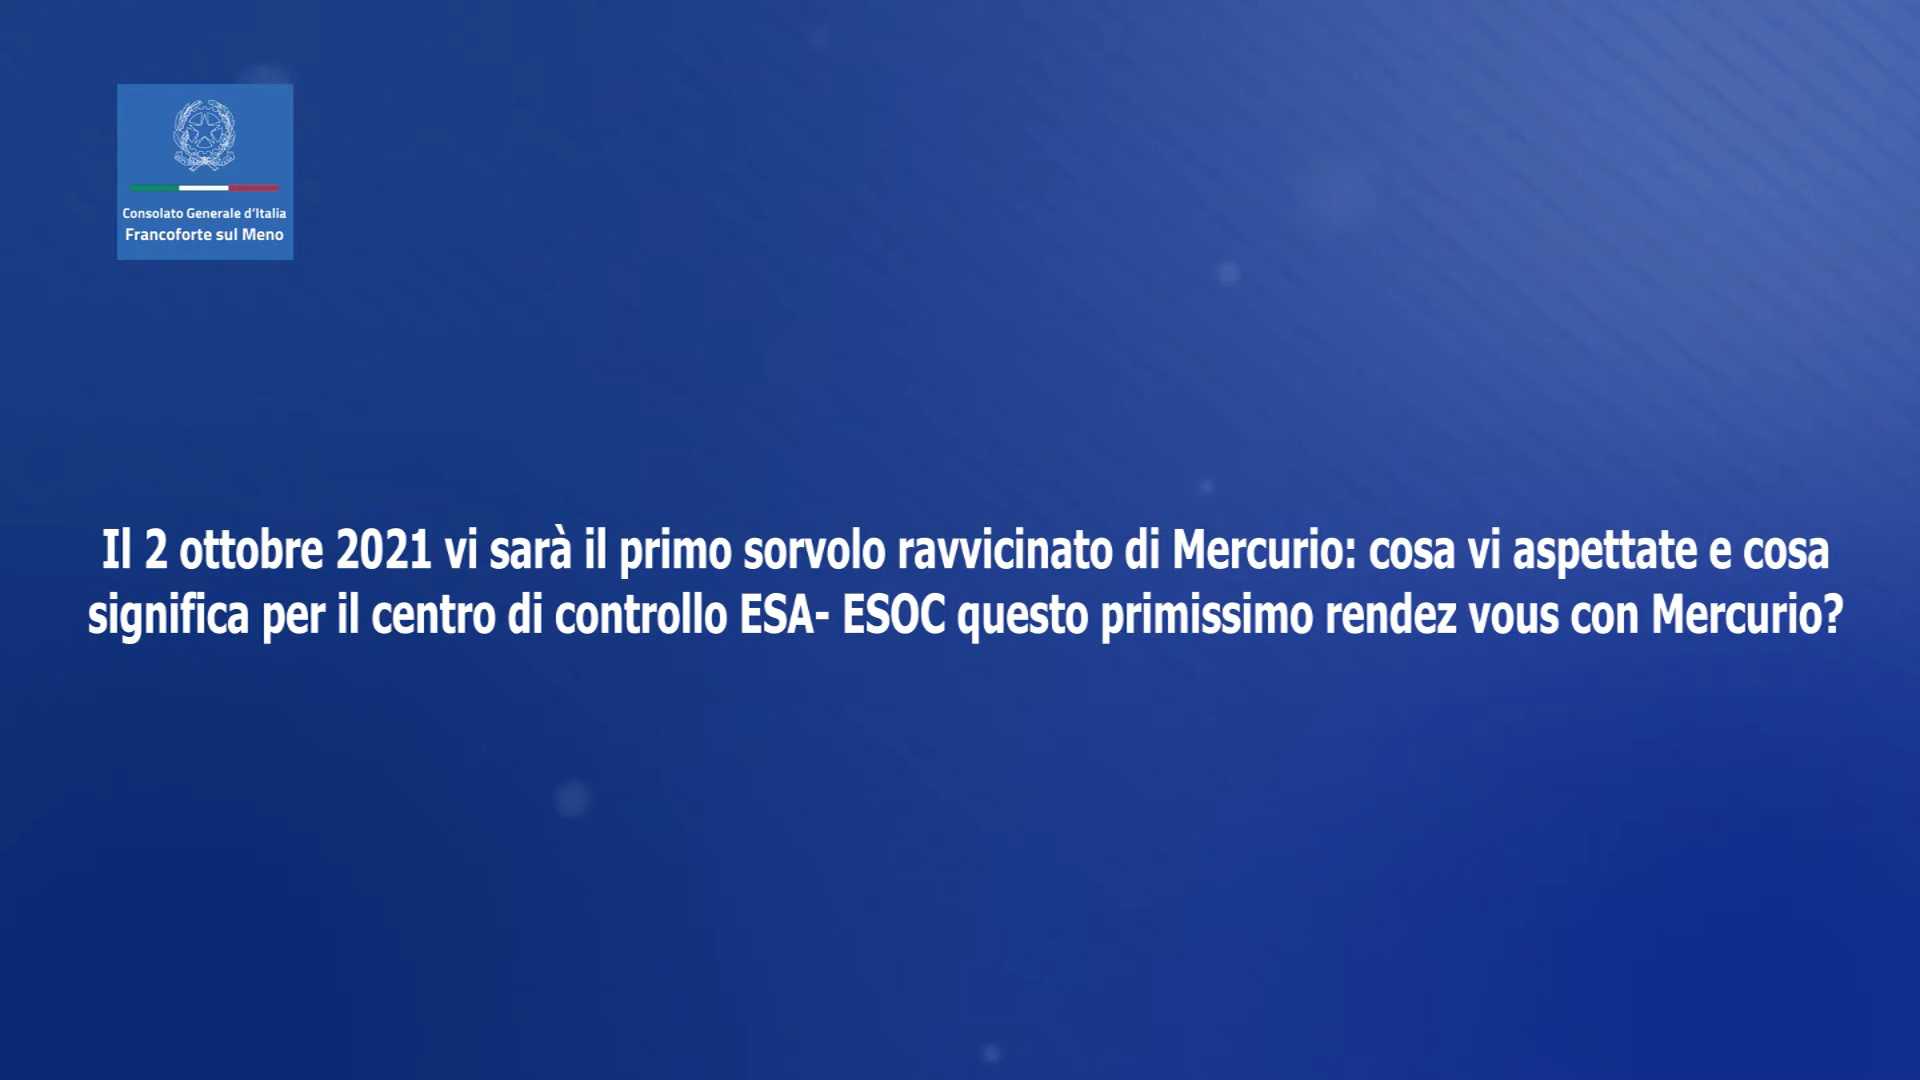 Consolato Generale d'Italia
Francoforte sul Meno
Il 2 ottobre 2021 vi sarà il primo sorvolo ravvicinato di Mercurio: cosa vi aspettate e cosa
significa per il centro di controllo ESA- ESOC questo primissimo rendez vous con Mercurio?